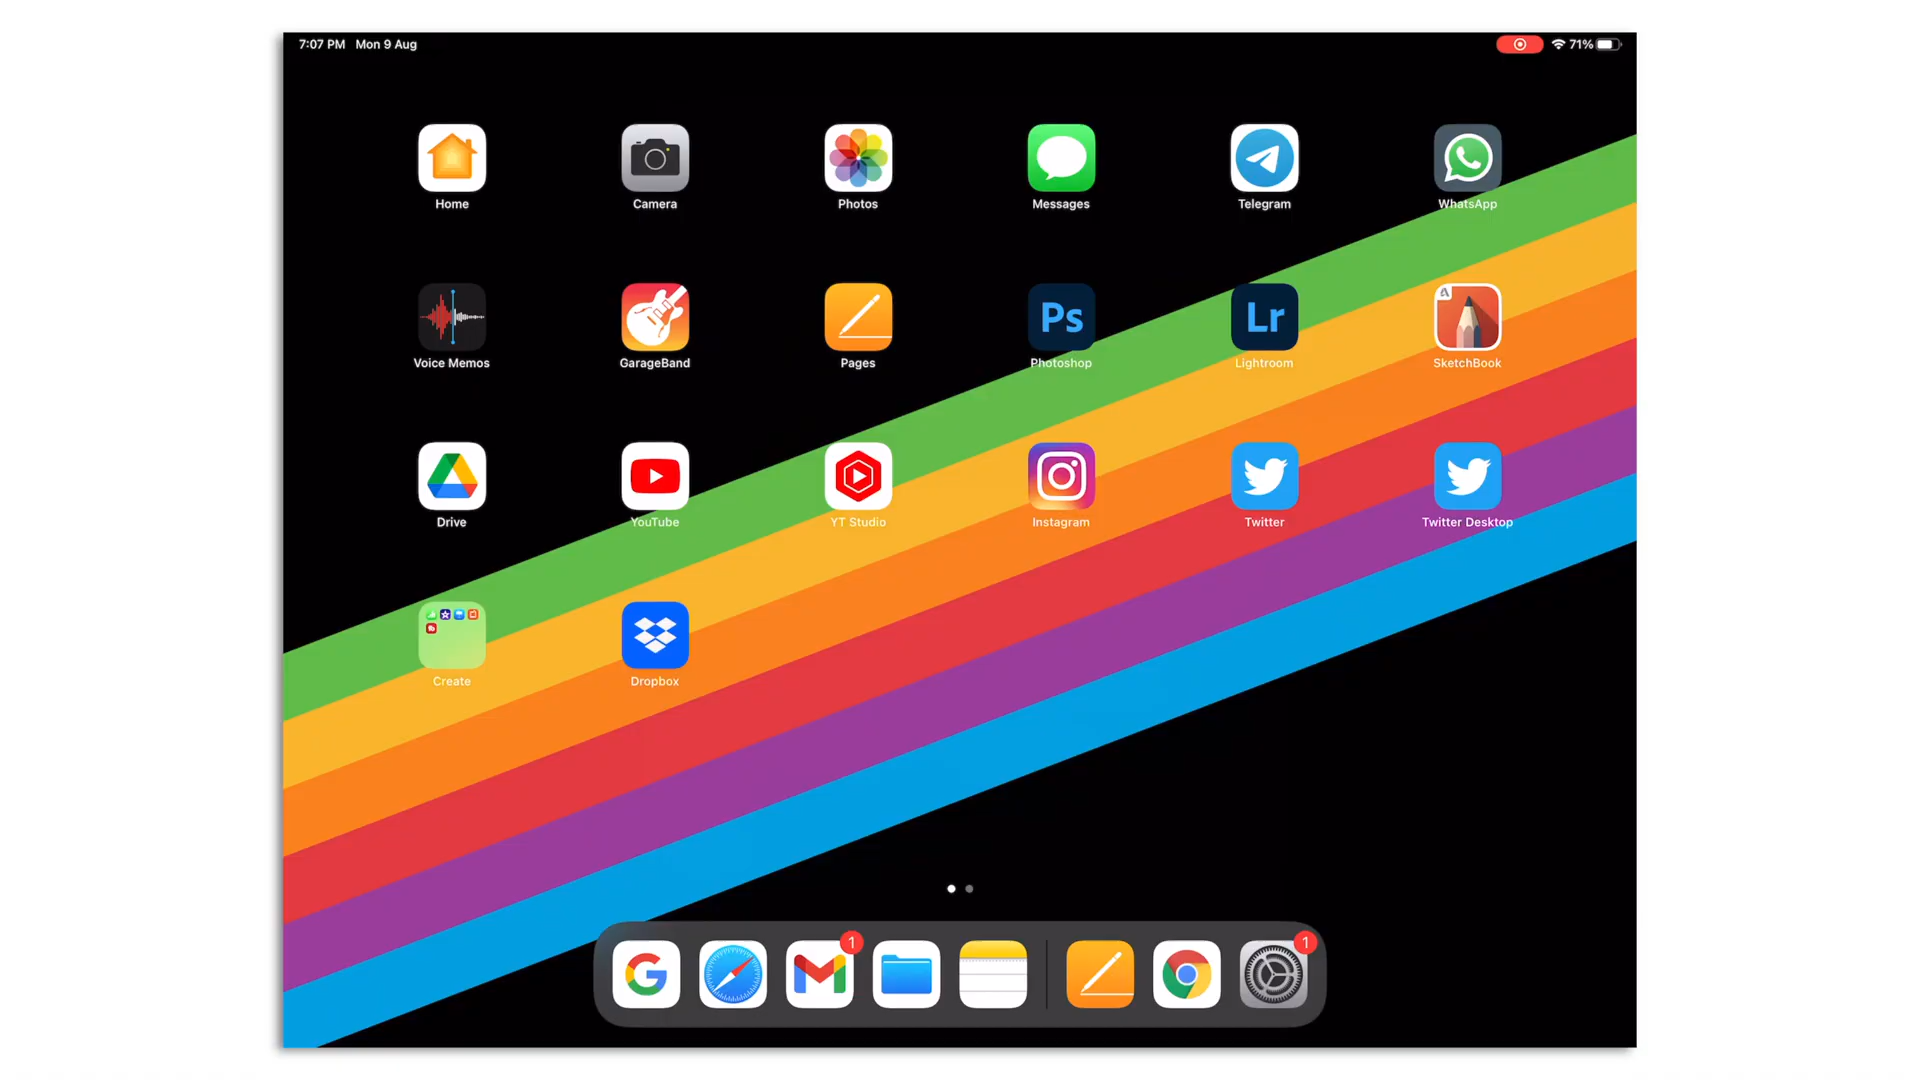 7:07 PM Mon 9 Aug 71%
Home Camera Photos Messages Telegram WhatsApp
Ps Lr
Voice Memos GarageBand Pages Photoshop Lightroom SketchBook
Drive YouTube YT Studio Instagram Twitter Twitter Desktop
Create Dropbox
1 1
G